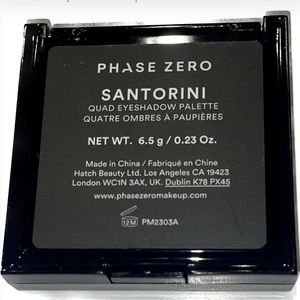 PHASE ZERO
SANTORINI
QUAD EYESHADOW PALETTE
QUATRE OMBRES À PAUPIÈRES
NET WT. 6.5 g / 0.23 Oz.
Made in China / Fabriqué en Chine
Hatch Beauty Ltd. Los Angeles CA 19423
London WC1N 3AX, UK. Dublin K78 PX45
www.phasezeromakeup.com
12M PM2303A